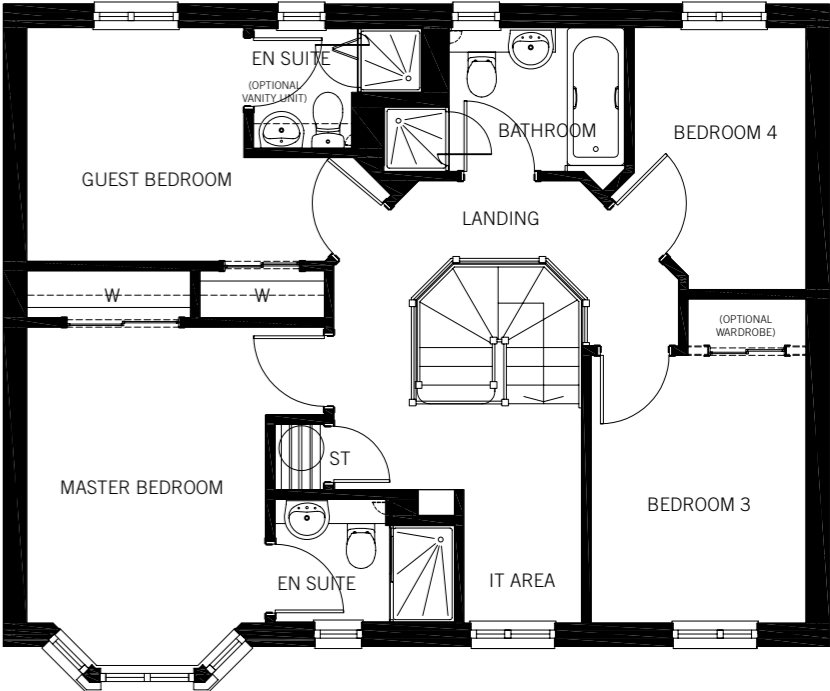 EN SUITE
(OPTIONAL
VANITY UNIT)
BATHROOM
BEDROOM 4
GUEST BEDROOM
LANDING
W
W
(OPTIONAL
WARDROBE)
ST
MASTER BEDROOM
BEDROOM 3
EN SUITE
IT AREA